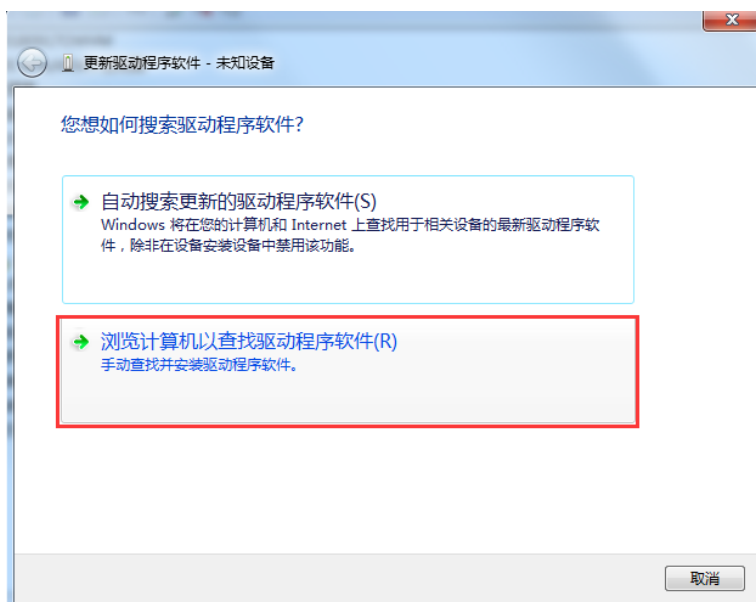 更新驱动程序软件 - 未知设备
您想如何搜索驱动程序软件?
自动搜索更新的驱动程序软件(S)
Windows 将在您的计算机和 Internet 上查找用于相关设备的最新驱动程序软
件，除非在设备安装设备中禁用该功能。
浏览计算机以查找驱动程序软件(R)
手动查找并安装驱动程序软件。
取消